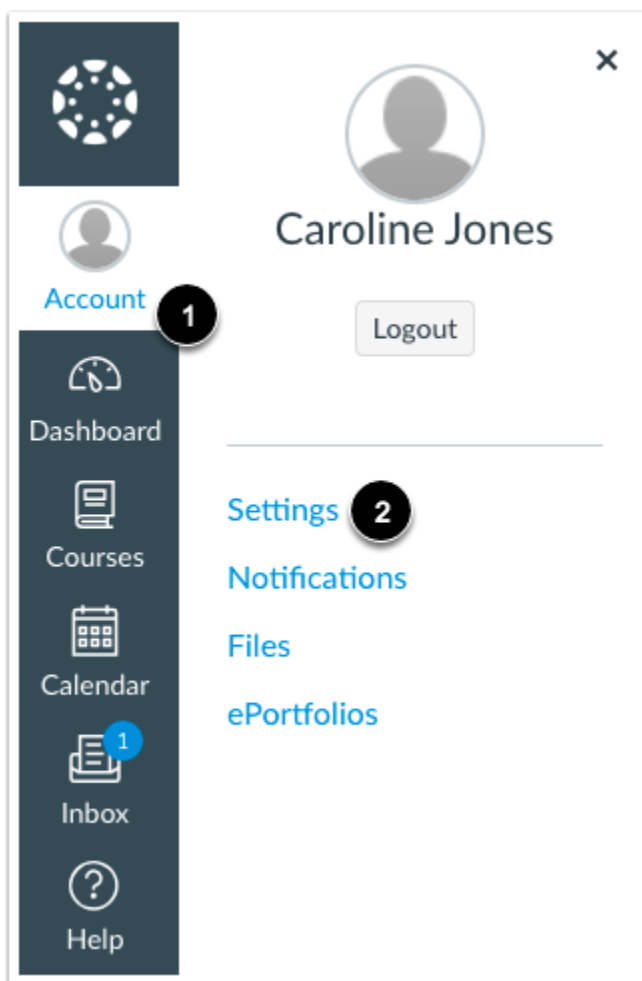 Account
1
Dashboard
Courses
Calendar
1
Inbox
Help
×
Caroline Jones
Logout
Settings 2
Notifications
Files
ePortfolios